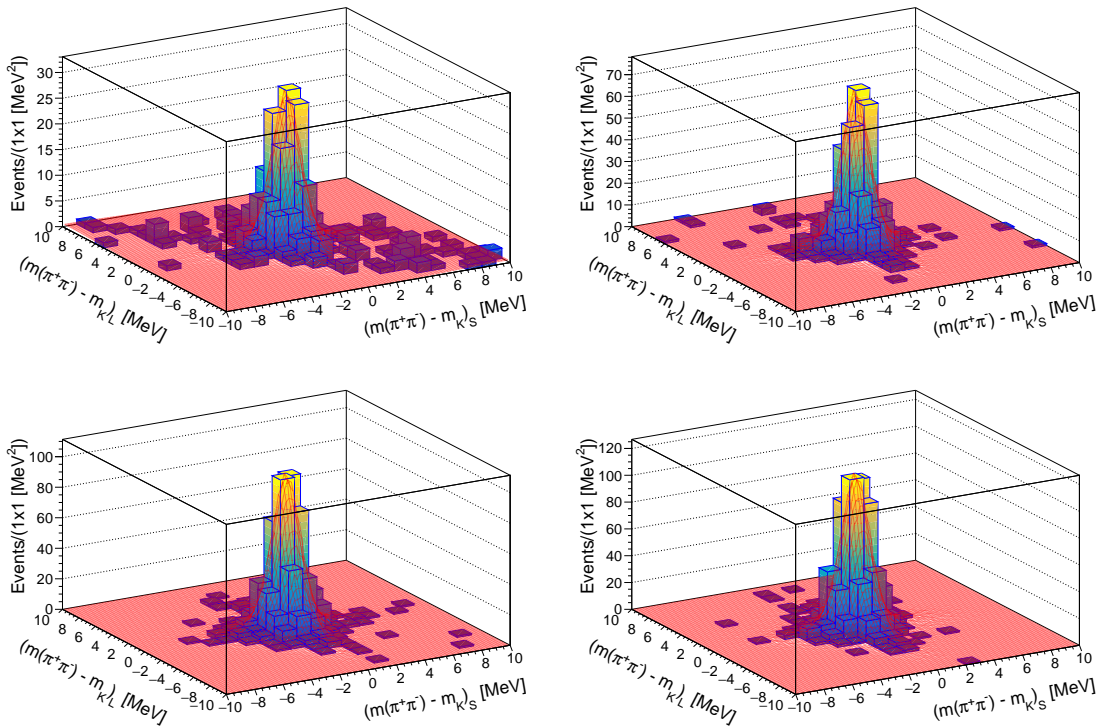 Events/(1x1 [MeV²])
0 5 10 15 20 25 30
10 8 6 4 2 0 −2 −4 −6 −8 −10
(m(π⁺π⁻) - m_K)_L [MeV]
−10 −8 −6 −4 −2 0 2 4 6 8 10
(m(π⁺π⁻) - m_K)_S [MeV]
Events/(1x1 [MeV²])
0 10 20 30 40 50 60 70
10 8 6 4 2 0 −2 −4 −6 −8 −10
(m(π⁺π⁻) - m_K)_L [MeV]
−10 −8 −6 −4 −2 0 2 4 6 8 10
(m(π⁺π⁻) - m_K)_S [MeV]
Events/(1x1 [MeV²])
0 20 40 60 80 100
10 8 6 4 2 0 −2 −4 −6 −8 −10
(m(π⁺π⁻) - m_K)_L [MeV]
−10 −8 −6 −4 −2 0 2 4 6 8 10
(m(π⁺π⁻) - m_K)_S [MeV]
Events/(1x1 [MeV²])
0 20 40 60 80 100 120
10 8 6 4 2 0 −2 −4 −6 −8 −10
(m(π⁺π⁻) - m_K)_L [MeV]
−10 −8 −6 −4 −2 0 2 4 6 8 10
(m(π⁺π⁻) - m_K)_S [MeV]